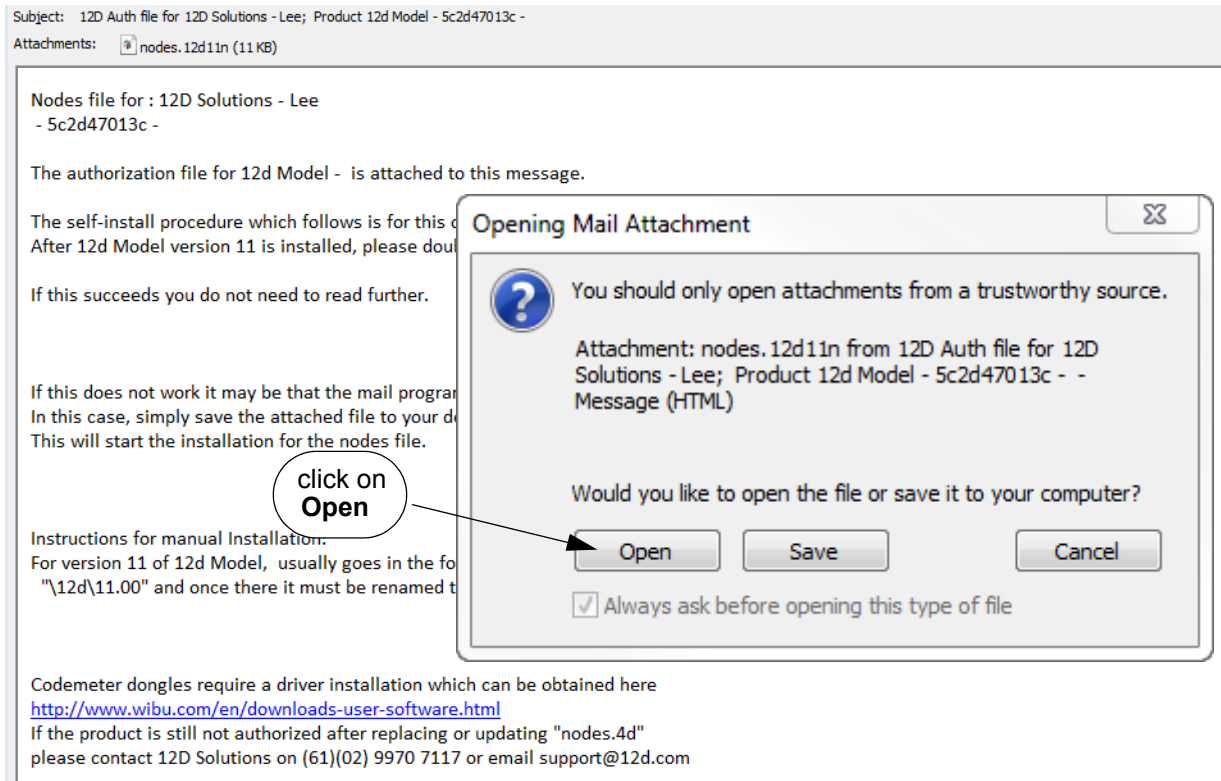 Subject: 12D Auth file for 12D Solutions - Lee; Product 12d Model - 5c2d47013c -
Attachments: nodes.12d11n (11 KB)
Nodes file for : 12D Solutions - Lee
- 5c2d47013c -
The authorization file for 12d Model - is attached to this message.
The self-install procedure which follows is for this
After 12d Model version 11 is installed, please
If this succeeds you do not need to read further.
If this does not work it may be that the mail
In this case, simply save the attached file to your
This will start the installation for the nodes file.
Instructions for manual Installation.
For version 11 of 12d Model, usually goes in the
"\12d\11.00" and once there it must be renamed
Codemeter dongles require a driver installation which can be obtained here
http://www.wibu.com/en/downloads-user-software.html
If the product is still not authorized after replacing or updating "nodes.4d"
please contact 12D Solutions on (61)(02) 9970 7117 or email support@12d.com
Opening Mail Attachment
You should only open attachments from a trustworthy source.
Attachment: nodes.12d11n from 12D Auth file for 12D
Solutions - Lee; Product 12d Model - 5c2d47013c - -
Message (HTML)
Would you like to open the file or save it to your computer?
Open Save Cancel
Always ask before opening this type of file
click on
Open